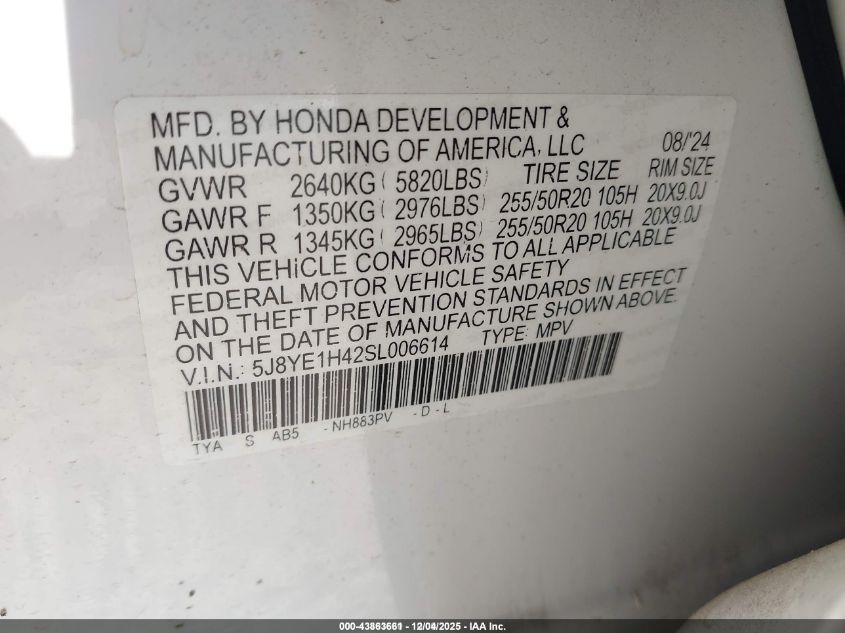 MFD. BY HONDA DEVELOPMENT &
MANUFACTURING OF AMERICA, LLC 08/'24
GVWR 2640KG ( 5820LBS) TIRE SIZE RIM SIZE
GAWR F 1350KG ( 2976LBS) 255/50R20 105H 20X9.0J
GAWR R 1345KG ( 2965LBS) 255/50R20 105H 20X9.0J
THIS VEHICLE CONFORMS TO ALL APPLICABLE
FEDERAL MOTOR VEHICLE SAFETY
AND THEFT PREVENTION STANDARDS IN EFFECT
ON THE DATE OF MANUFACTURE SHOWN ABOVE.
V.I.N.: 5J8YE1H42SL006614 TYPE: MPV
TYA S AB5 -NH883PV -D-L
000-43863661 - 12/04/2025 - IAA Inc.